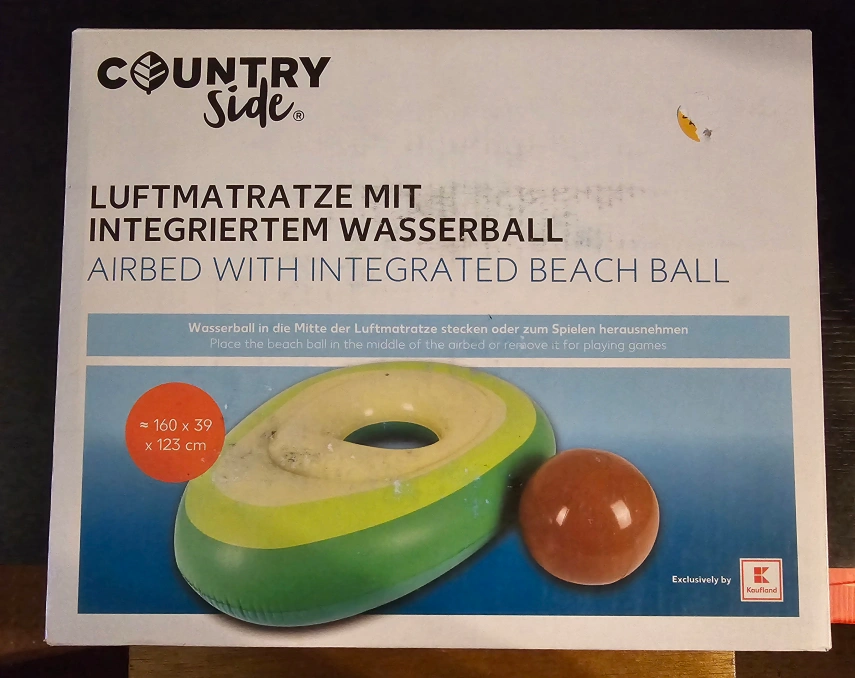 COUNTRY
Side®
LUFTMATRATZE MIT
INTEGRIERTEM WASSERBALL
AIRBED WITH INTEGRATED BEACH BALL
Wasserball in die Mitte der Luftmatratze stecken oder zum Spielen herausnehmen
Place the beach ball in the middle of the airbed or remove it for playing games
≈ 160 x 39
x 123 cm
Exclusively by
Kaufland